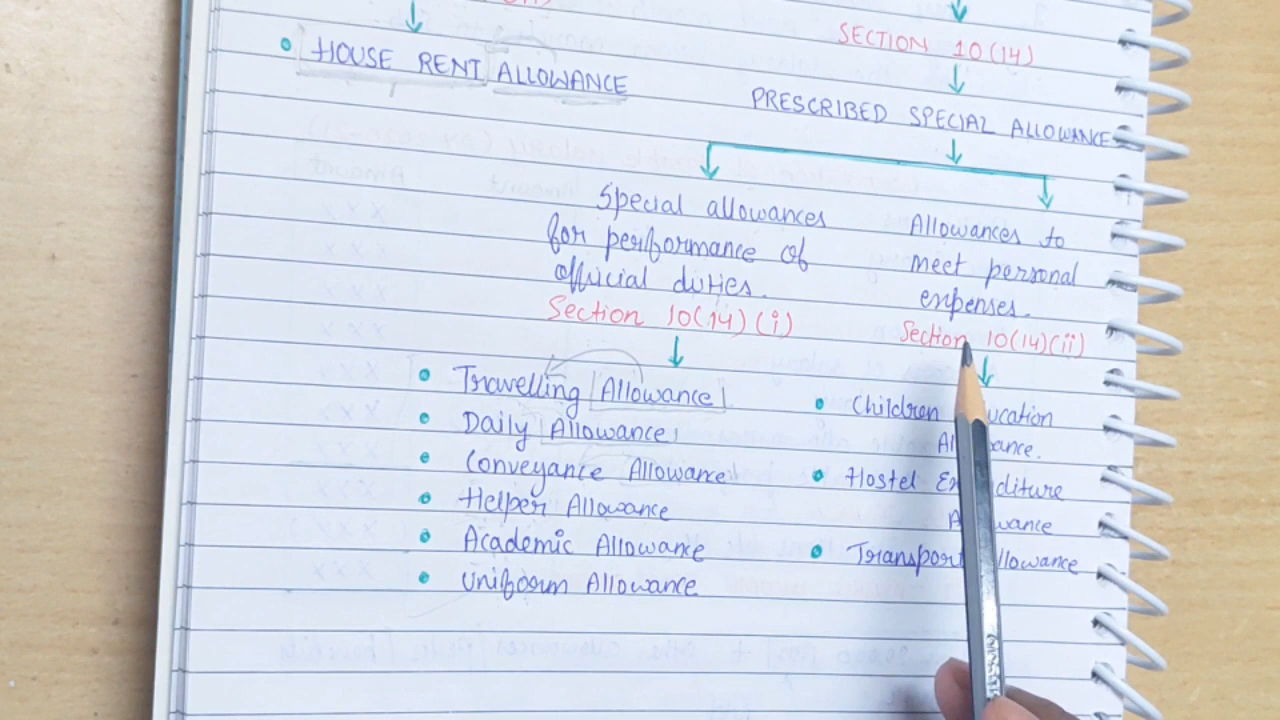 SECTION 10(14)
• HOUSE RENT ALLOWANCE
PRESCRIBED SPECIAL ALLOWANCES
Special allowances
for performance of
official duties.
Section 10(14)(i)
• Travelling Allowance
• Daily Allowance
• Conveyance Allowance
• Helper Allowance
• Academic Allowance
• Uniform Allowance
Allowances to
meet personal
expenses.
Section 10(14)(ii)
• Children
• Hostel
• Transport